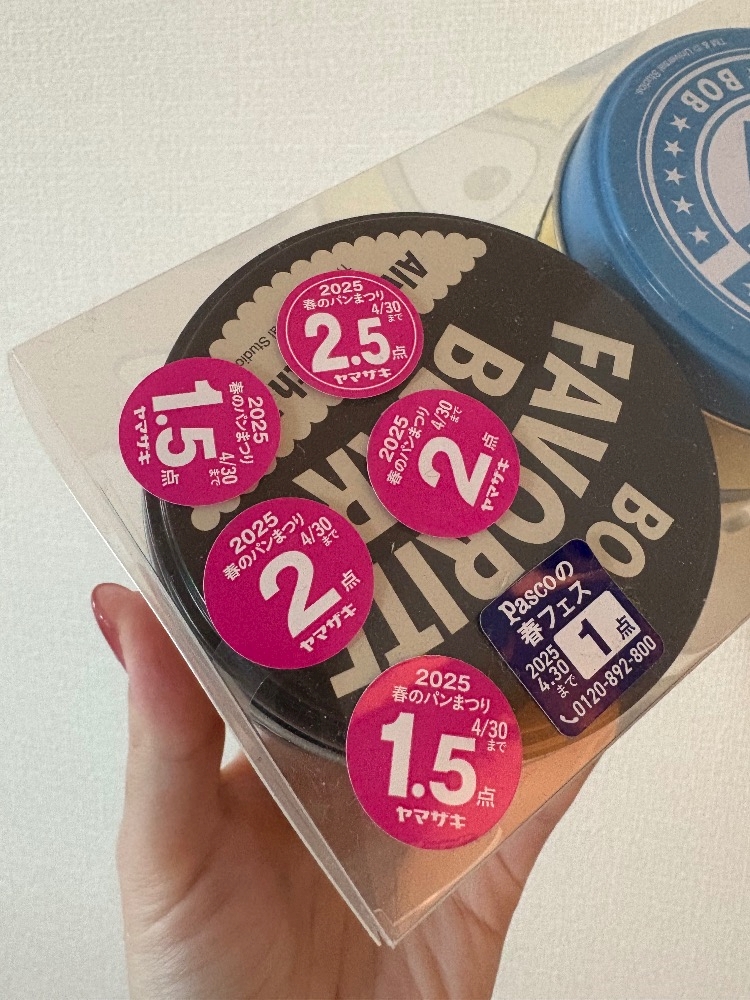 TM & © Universal Studios
BOB
2025
春のパンまつり
4/30
まで
2.5点
ヤマザキ
2025
春のパンまつり
4/30
まで
1.5点
ヤマザキ
2025
春のパンまつり
4/30
まで
2点
ヤマザキ
2025
春のパンまつり
4/30
まで
2点
ヤマザキ
Pascoの
春フェス
2025
4.30
まで
1点
0120-892-800
2025
春のパンまつり
4/30
まで
1.5点
ヤマザキ
FAVORITE
BO